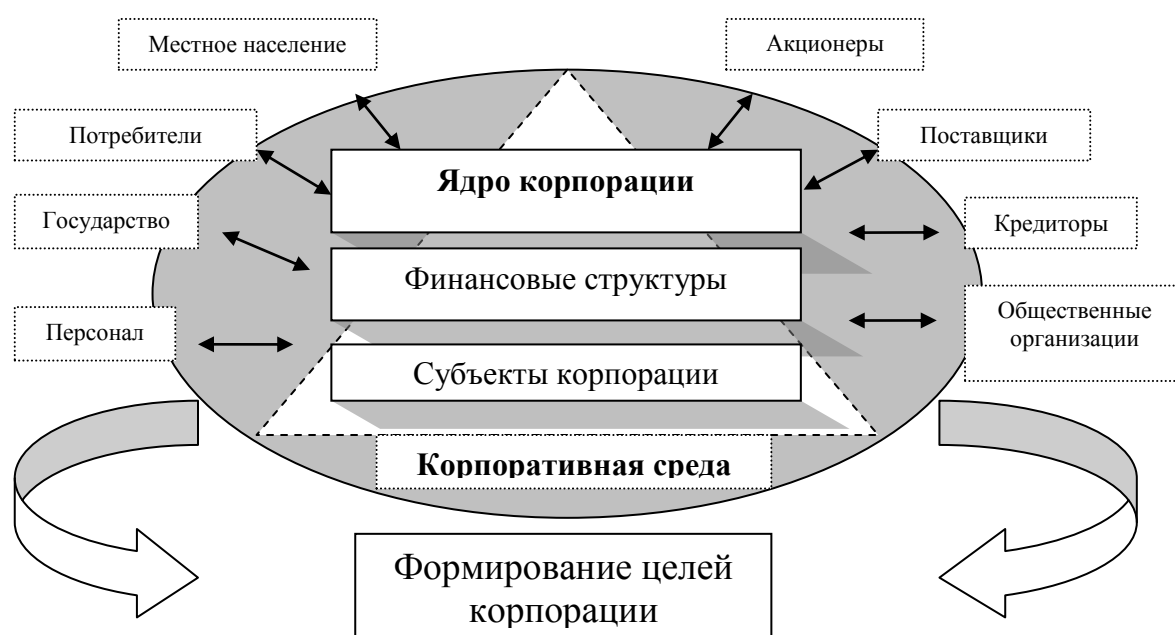 Местное население
Акционеры
Потребители
Поставщики
Ядро корпорации
Государство
Кредиторы
Финансовые структуры
Персонал
Общественные
организации
Субъекты корпорации
Корпоративная среда
Формирование целей
корпорации